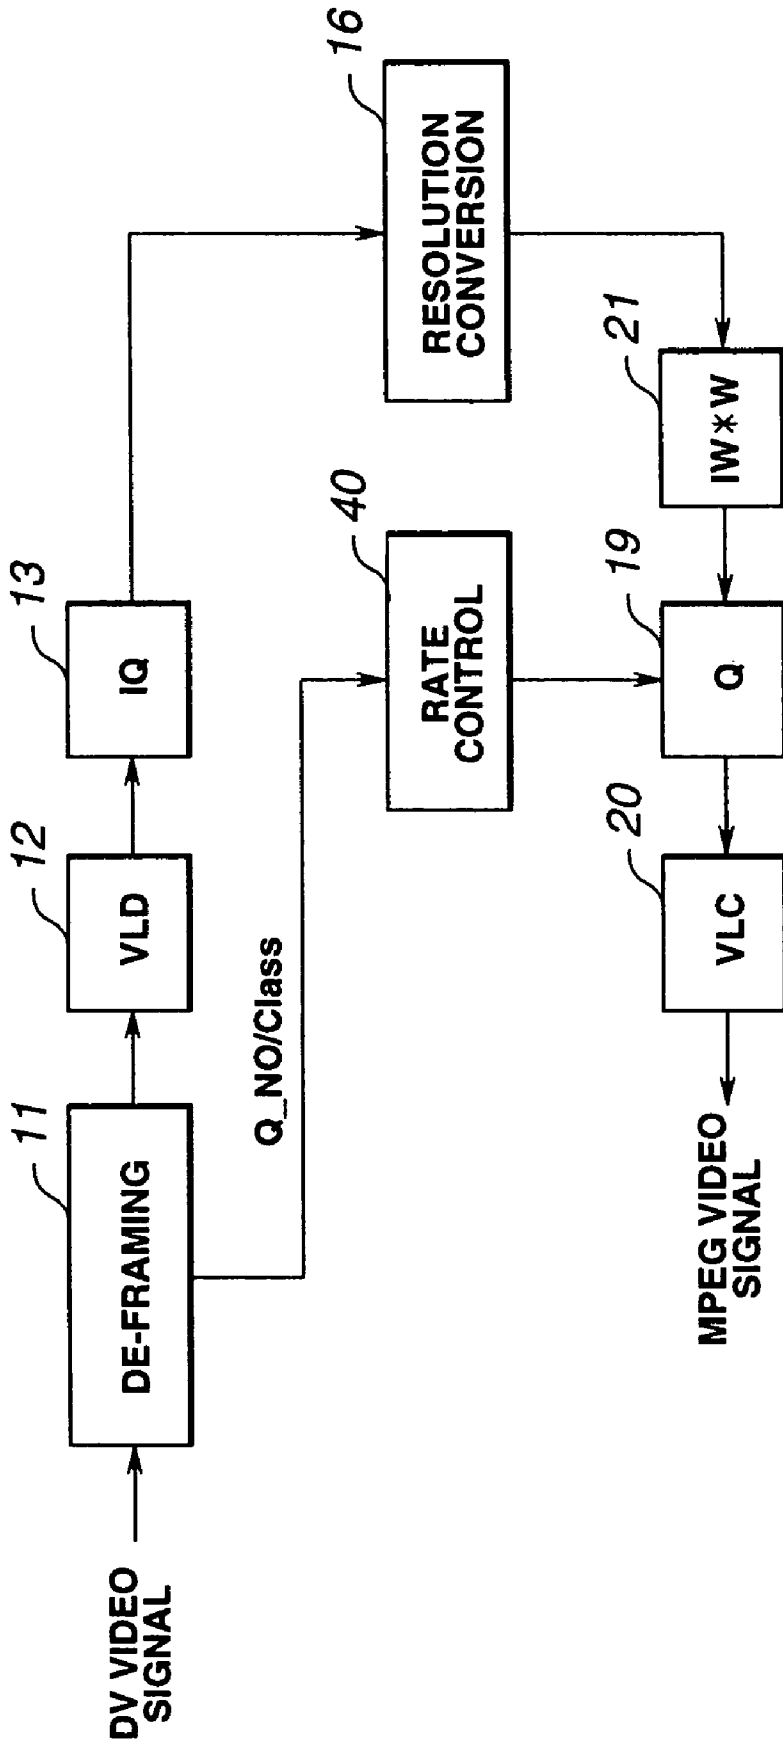 DV VIDEO
SIGNAL
11
DE-FRAMING
12
VLD
13
IQ
16
RESOLUTION
CONVERSION
Q_NO/Class
40
RATE
CONTROL
21
IW*W
19
Q
20
VLC
MPEG VIDEO
SIGNAL